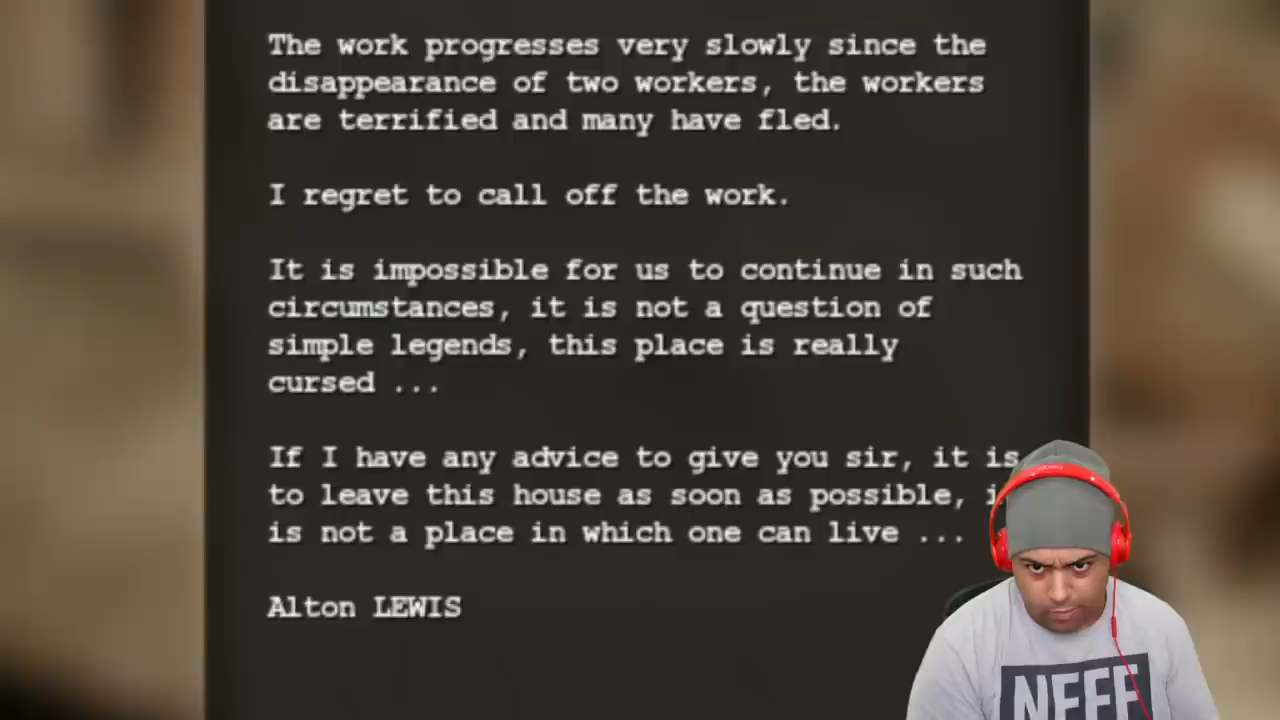 The work progresses very slowly since the
disappearance of two workers, the workers
are terrified and many have fled.
I regret to call off the work.
It is impossible for us to continue in such
circumstances, it is not a question of
simple legends, this place is really
cursed ...
If I have any advice to give you sir, it is
to leave this house as soon as possible,
is not a place in which one can live ...
Alton LEWIS